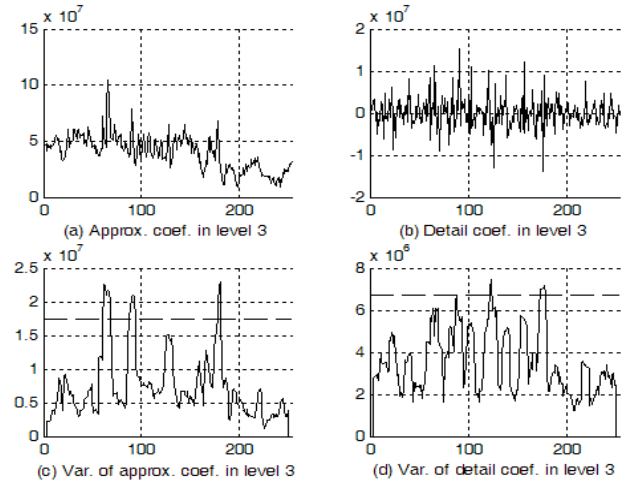 x 10^7
15
10
5
0
0 100 200
(a) Approx. coef. in level 3
x 10^7
2
1
0
-1
-2
0 100 200
(b) Detail coef. in level 3
x 10^7
2.5
2
1.5
1
0.5
0
0 100 200
(c) Var. of approx. coef. in level 3
x 10^6
8
6
4
2
0
0 100 200
(d) Var. of detail coef. in level 3